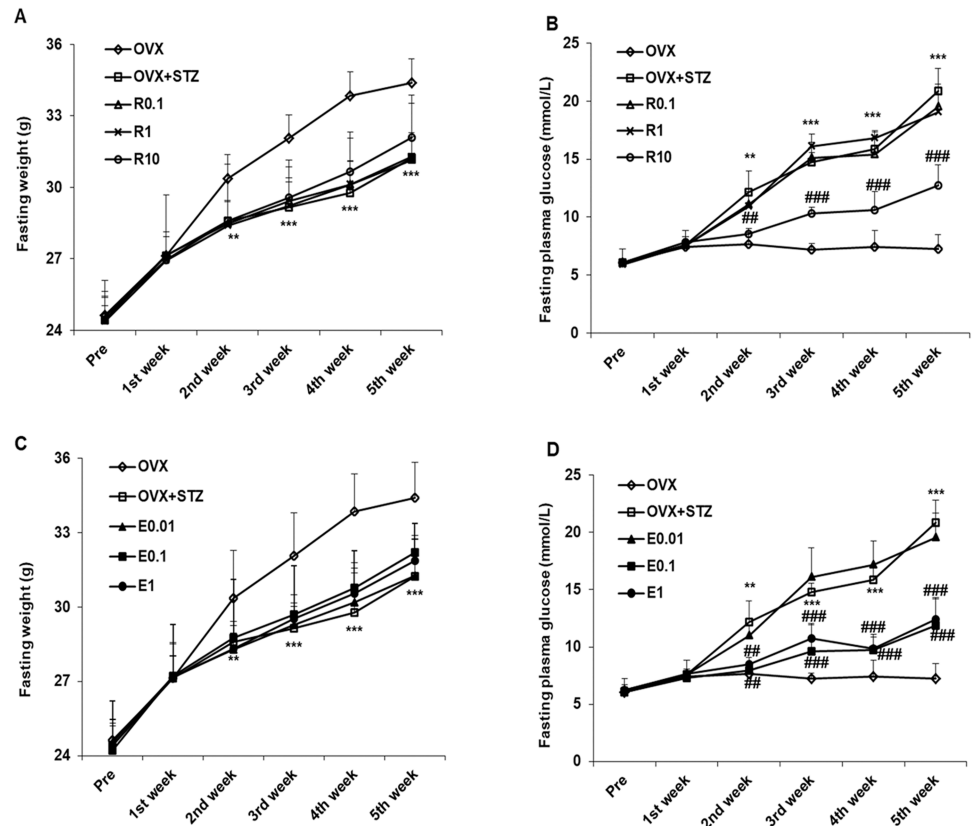 A
Fasting weight (g)
36
33
30
27
24
OVX
OVX+STZ
R0.1
R1
R10
**
***
***
***
Pre
1st week
2nd week
3rd week
4th week
5th week
B
Fasting plasma glucose (mmol/L)
25
20
15
10
5
0
OVX
OVX+STZ
R0.1
R1
R10
**
***
***
***
##
###
###
###
Pre
1st week
2nd week
3rd week
4th week
5th week
C
Fasting weight (g)
36
33
30
27
24
OVX
OVX+STZ
E0.01
E0.1
E1
**
***
***
***
Pre
1st week
2nd week
3rd week
4th week
5th week
D
Fasting plasma glucose (mmol/L)
25
20
15
10
5
0
OVX
OVX+STZ
E0.01
E0.1
E1
**
***
***
***
##
###
###
###
##
###
###
###
Pre
1st week
2nd week
3rd week
4th week
5th week